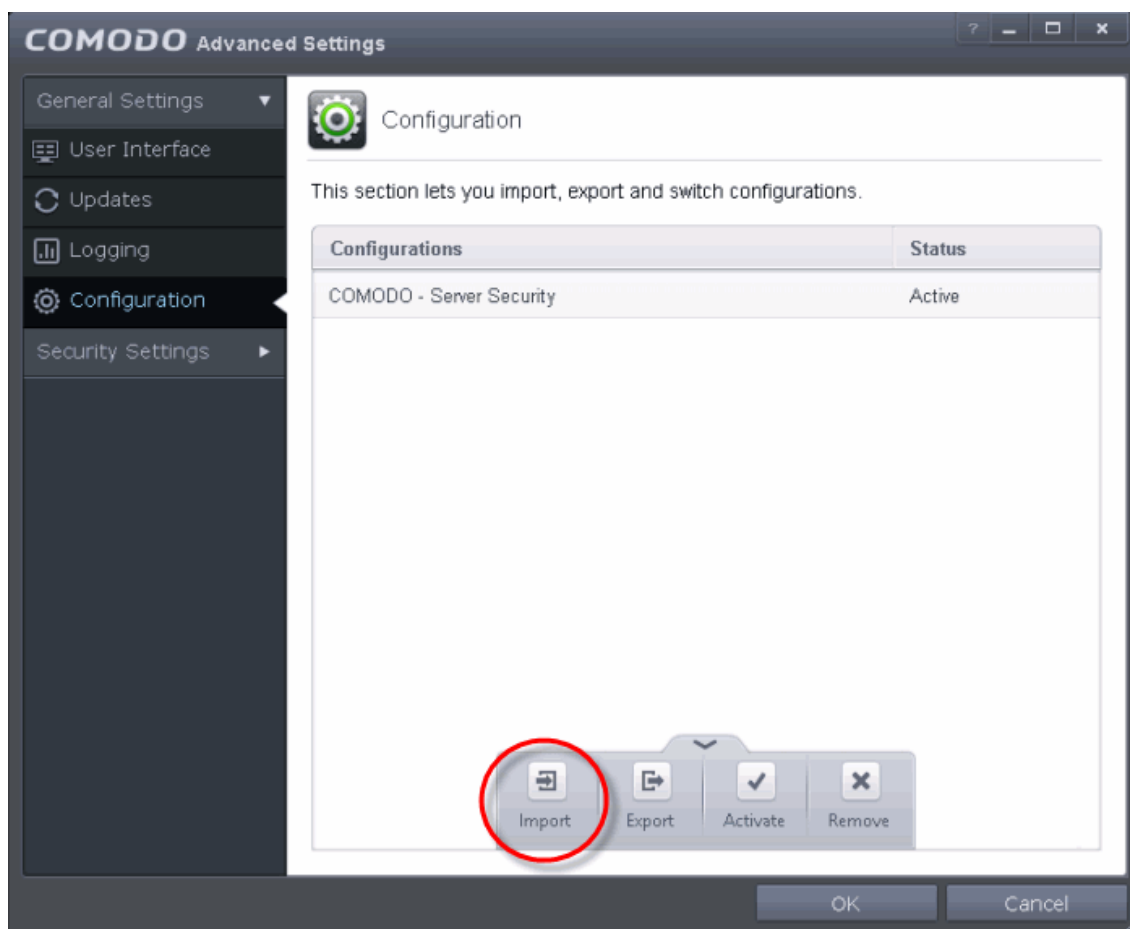 COMODO Advanced Settings
?
General Settings
User Interface
Updates
Logging
Configuration
Security Settings
Configuration
This section lets you import, export and switch configurations.
Configurations Status
COMODO - Server Security Active
Import Export Activate Remove
OK Cancel